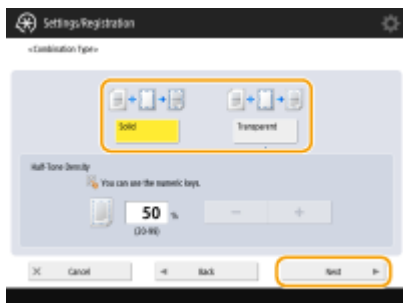 Settings/Registration
<Combination Type>
Solid
Transparent
Half-Tone Density
You can use the numeric keys.
50 %
− +
(20-99)
× Cancel
◀ Back
Next ▶